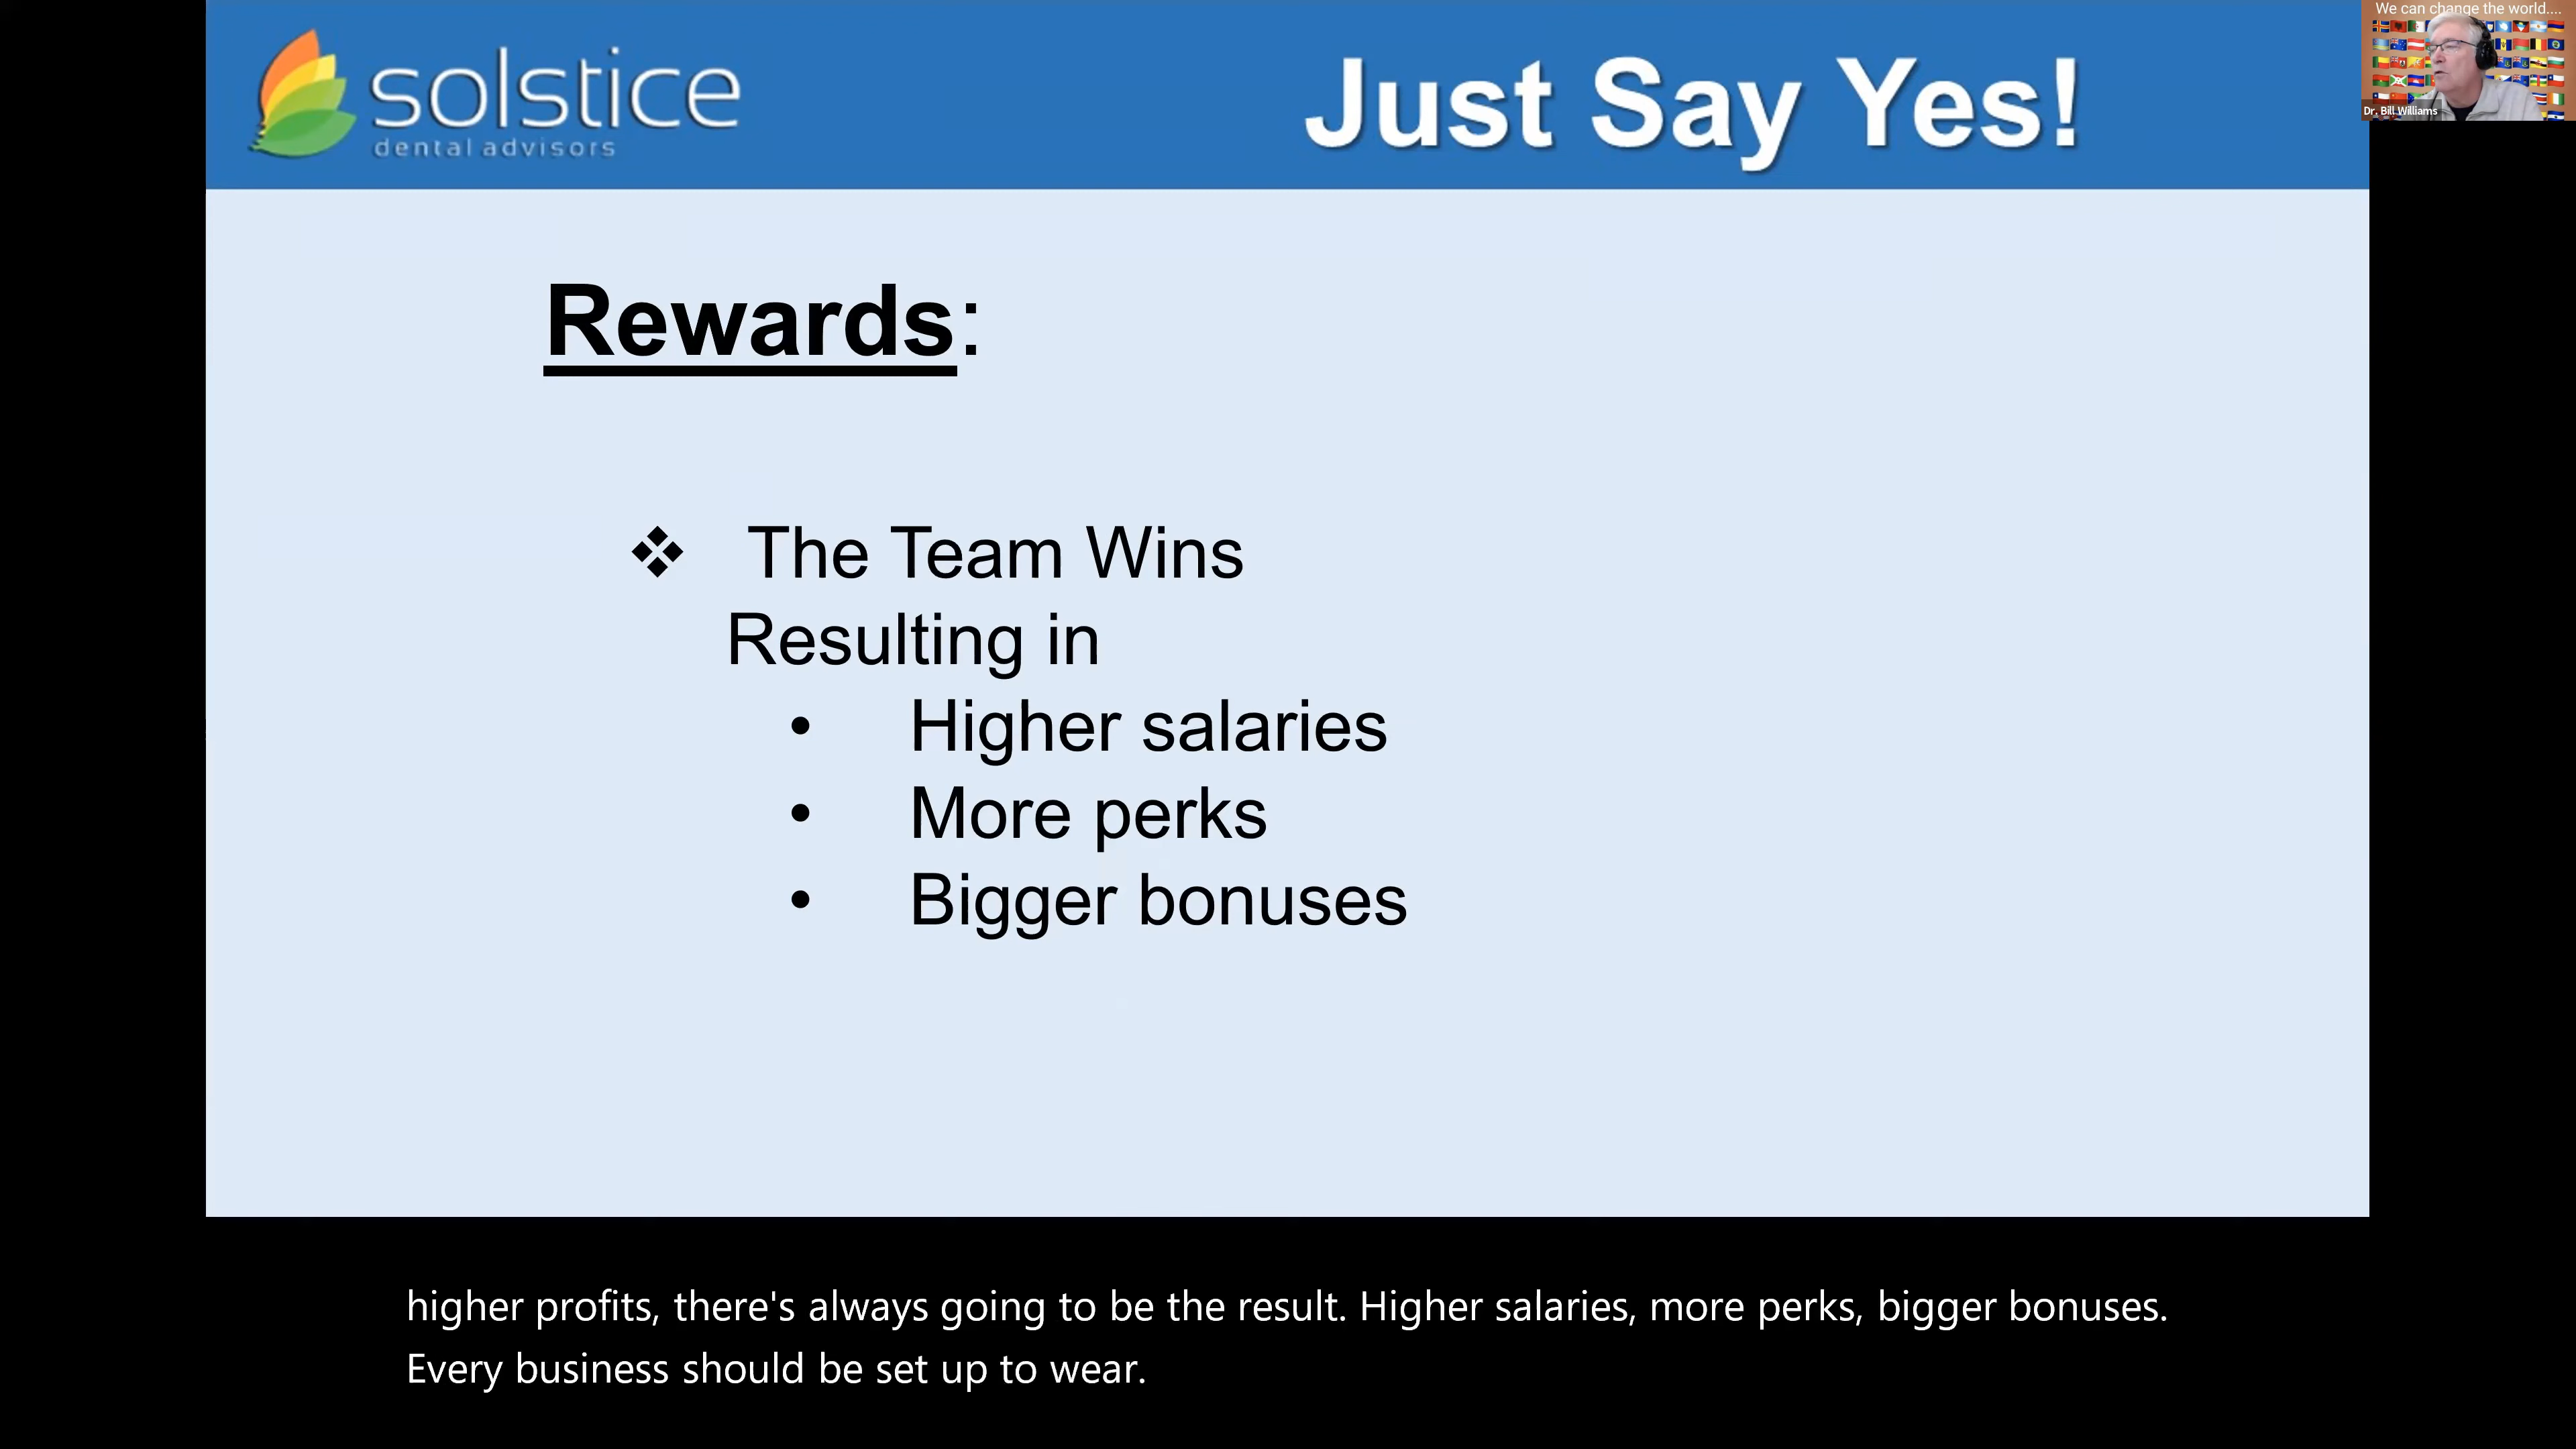 solstice
dental advisors
Just Say Yes!
We can change the world....
Dr. Bill Williams
Rewards:
❖ The Team Wins
Resulting in
• Higher salaries
• More perks
• Bigger bonuses
higher profits, there's always going to be the result. Higher salaries, more perks, bigger bonuses.
Every business should be set up to wear.